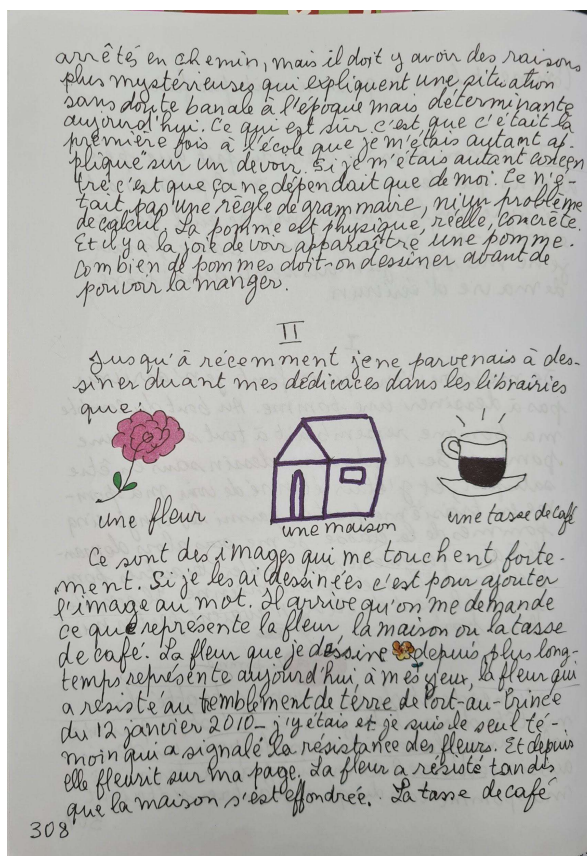 arrêtés en chemin, mais il doit y avoir des raisons
plus mystérieuses qui expliquent une situation
sans doute banale à l'époque mais déterminante
aujourd'hui. Ce qui est sûr c'est que c'était la
première fois à l'école que je m'étais autant ap-
pliqué sur un devoir. Si je m'étais autant concen
tré c'est que ça ne dépendait que de moi. Ce n'é-
tait pas une règle de grammaire, ni un problème
de calcul. La pomme est physique, réelle, concrète.
Et il y a la joie de voir apparaître une pomme.
Combien de pommes doit-on dessiner avant de
pouvoir la manger.
II
Jusqu'à récemment je ne parvenais à des-
siner durant mes dédicaces dans les librairies
que:
une fleur
une maison
une tasse de café
Ce sont des images qui me touchent forte-
ment. Si je les ai dessinées c'est pour ajouter
l'image au mot. Il arrive qu'on me demande
ce que représente la fleur, la maison ou la tasse
de café. La fleur que je dessine depuis plus long-
temps représente aujourd'hui, à mes yeux, la fleur qui
a résisté au tremblement de terre de Port-au-Prince
du 12 janvier 2010 – j'y étais et je suis le seul té-
moin qui a signalé la résistance des fleurs. Et depuis
elle fleurit sur ma page. La fleur a résisté tandis
que la maison s'est effondrée. La tasse de café
308